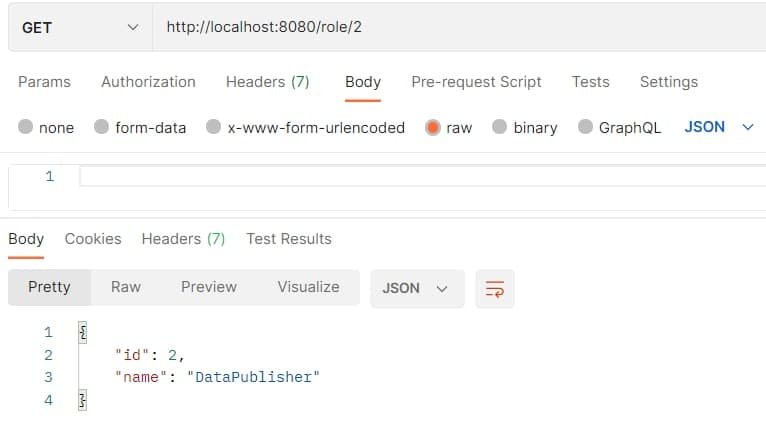 GET http://localhost:8080/role/2
Params Authorization Headers (7) Body Pre-request Script Tests Settings
none form-data x-www-form-urlencoded raw binary GraphQL JSON
1
Body Cookies Headers (7) Test Results
Pretty Raw Preview Visualize JSON
1 {
2 "id": 2,
3 "name": "DataPublisher"
4 }